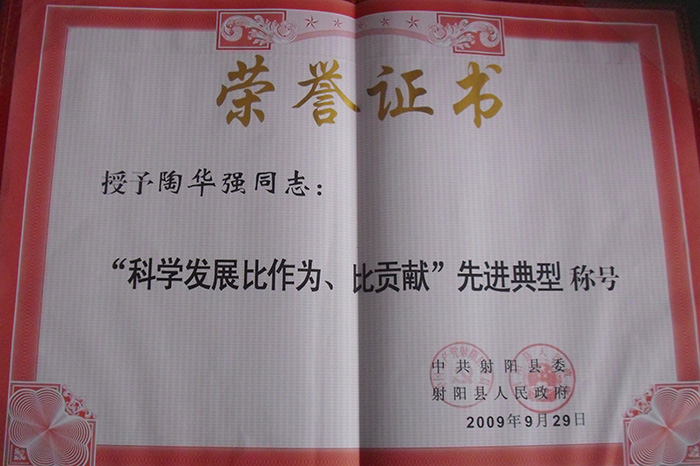 荣誉证书
授予陶华强同志：
“科学发展比作为、比贡献”先进典型 称号
中共射阳县委
射阳县人民政府
2009年9月29日